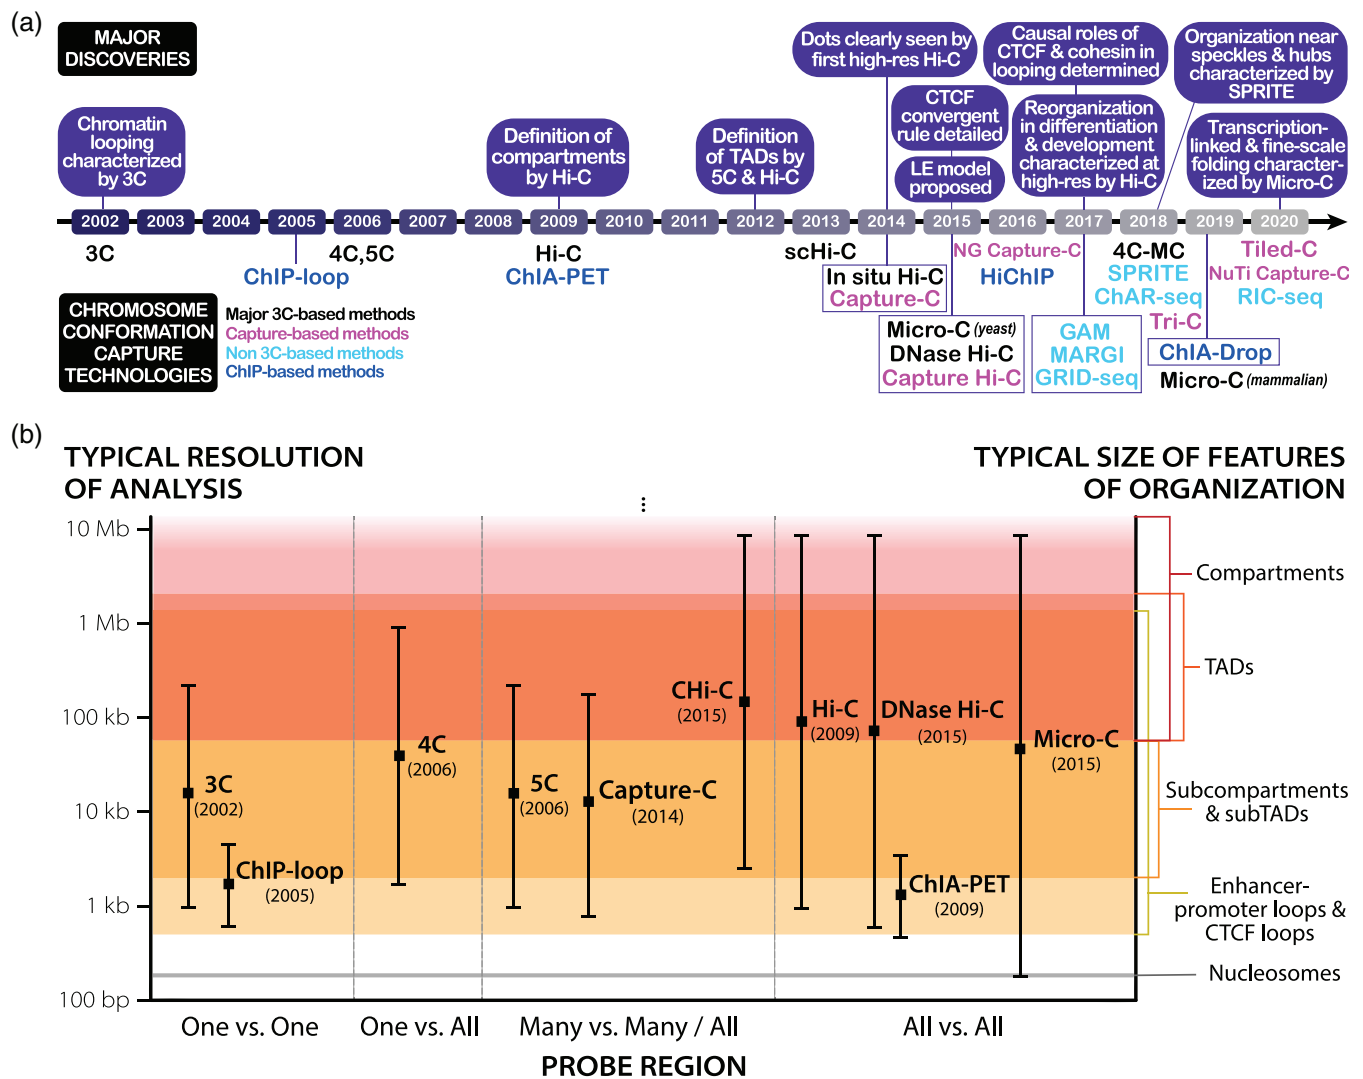 (a)
MAJOR
DISCOVERIES
Chromatin
looping
characterized
by 3C
Definition of
compartments
by Hi-C
Definition
of TADs by
5C & Hi-C
Dots clearly seen by
first high-res Hi-C
CTCF
convergent
rule detailed
LE model
proposed
Causal roles of
CTCF & cohesin in
looping determined
Reorganization
in differentiation
& development
characterized at
high-res by Hi-C
Organization near
speckles & hubs
characterized by
SPRITE
Transcription-
linked & fine-scale
folding character-
ized by Micro-C
2002 2003 2004 2005 2006 2007 2008 2009 2010 2011 2012 2013 2014 2015 2016 2017 2018 2019 2020
3C
ChIP-loop
4C,5C
Hi-C
ChIA-PET
scHi-C
In situ Hi-C
Capture-C
Micro-C (yeast)
DNase Hi-C
Capture Hi-C
NG Capture-C
HiChIP
GAM
MARGI
GRID-seq
4C-MC
SPRITE
ChAR-seq
Tri-C
ChIA-Drop
Micro-C (mammalian)
Tiled-C
NuTi Capture-C
RIC-seq
CHROMOSOME
CONFORMATION
CAPTURE
TECHNOLOGIES
Major 3C-based methods
Capture-based methods
Non 3C-based methods
ChIP-based methods
(b)
TYPICAL RESOLUTION
OF ANALYSIS
TYPICAL SIZE OF FEATURES
OF ORGANIZATION
10 Mb
1 Mb
100 kb
10 kb
1 kb
100 bp
3C
(2002)
ChIP-loop
(2005)
4C
(2006)
5C
(2006)
Capture-C
(2014)
CHi-C
(2015)
Hi-C
(2009)
DNase Hi-C
(2015)
ChIA-PET
(2009)
Micro-C
(2015)
Compartments
TADs
Subcompartments
& subTADs
Enhancer-
promoter loops &
CTCF loops
Nucleosomes
One vs. One
One vs. All
Many vs. Many / All
All vs. All
PROBE REGION